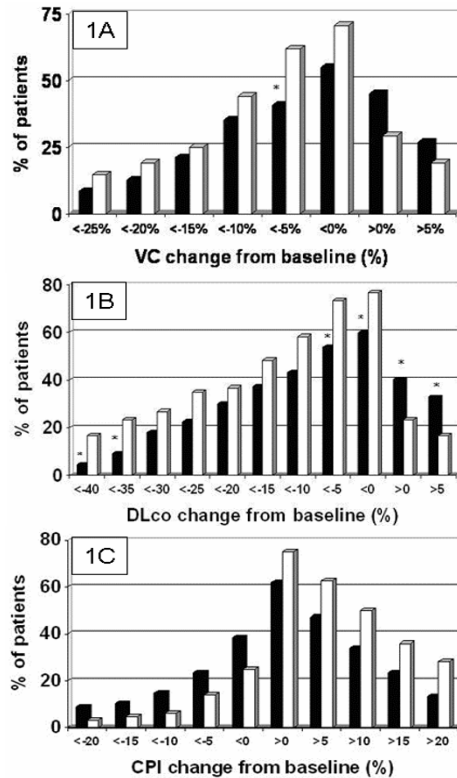 1A
75
50
25
0
% of patients
*
<-25% <-20% <-15% <-10% <-5% <0% >0% >5%
VC change from baseline (%)
1B
80
60
40
20
0
% of patients
* * * * * *
<-40 <-35 <-30 <-25 <-20 <-15 <-10 <-5 <0 >0 >5
DLco change from baseline (%)
1C
80
60
40
20
0
% of patients
<-20 <-15 <-10 <-5 <0 >0 >5 >10 >15 >20
CPI change from baseline (%)